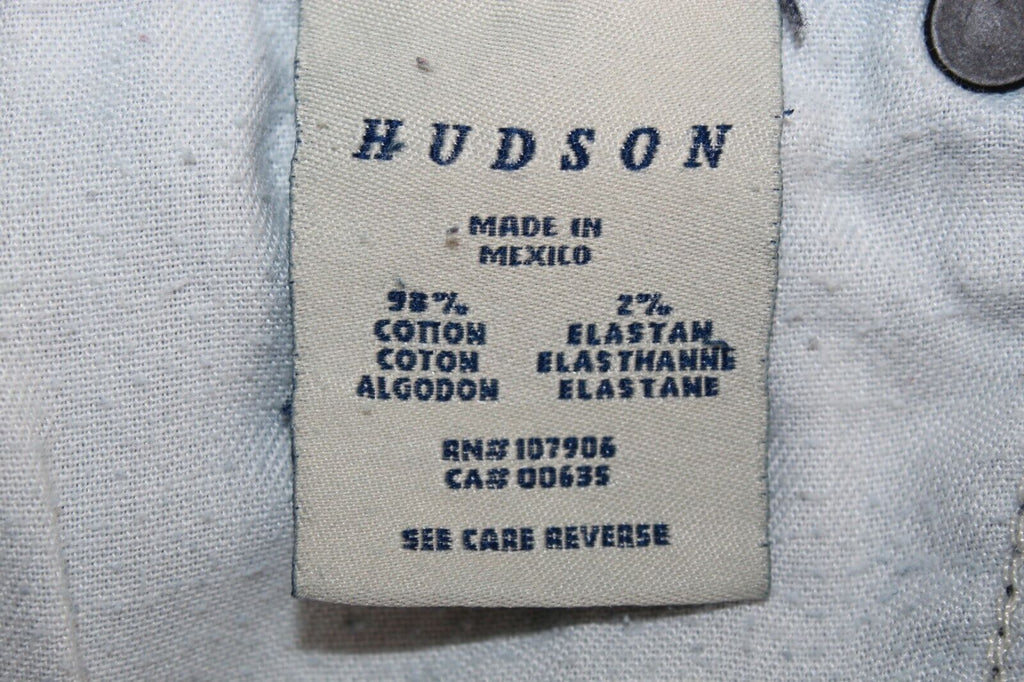 HUDSON
MADE IN
MEXICO
98% 2%
COTTON ELASTAN
COTON ELASTHANNE
ALGODON ELASTANE
RN# 107906
CA# 00635
SEE CARE REVERSE